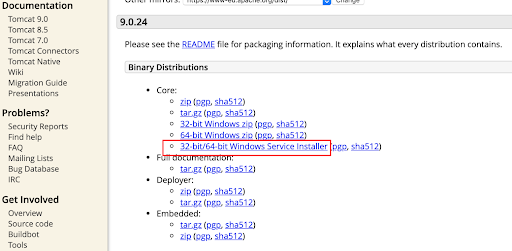 Documentation
Tomcat 9.0
Tomcat 8.5
Tomcat 7.0
Tomcat Connectors
Tomcat Native
Wiki
Migration Guide
Presentations
Problems?
Security Reports
Find help
FAQ
Mailing Lists
Bug Database
IRC
Get Involved
Overview
Source code
Buildbot
Tools
Other mirrors: https://www-eu.apache.org/dist/ Change
9.0.24
Please see the README file for packaging information. It explains what every distribution contains.
Binary Distributions
Core:
zip (pgp, sha512)
tar.gz (pgp, sha512)
32-bit Windows zip (pgp, sha512)
64-bit Windows zip (pgp, sha512)
32-bit/64-bit Windows Service Installer (pgp, sha512)
Full documentation:
tar.gz (pgp, sha512)
Deployer:
zip (pgp, sha512)
tar.gz (pgp, sha512)
Embedded:
tar.gz (pgp, sha512)
zip (pgp, sha512)